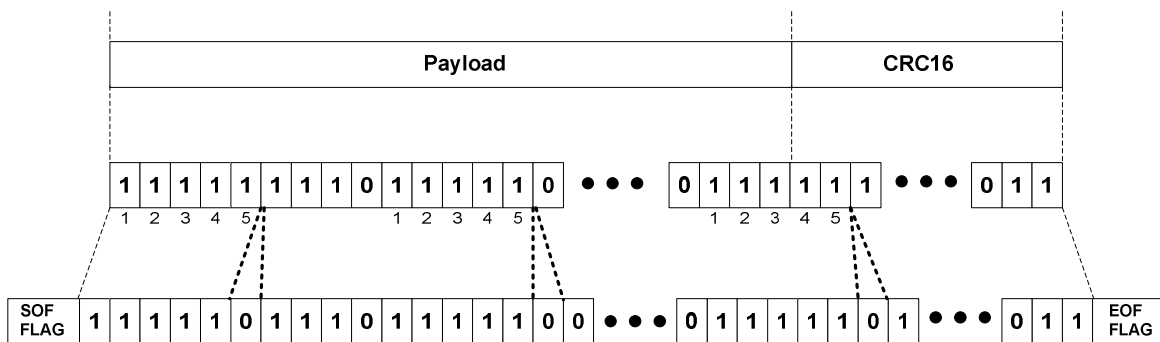 Payload CRC16
1 1 1 1 1 1 1 1 0 1 1 1 1 1 0 ● ● ● 0 1 1 1 1 1 1 ● ● ● 0 1 1
1 2 3 4 5 1 2 3 4 5 1 2 3 4 5
SOF FLAG 1 1 1 1 1 0 1 1 1 0 1 1 1 1 1 0 0 ● ● ● 0 1 1 1 1 1 0 1 ● ● ● 0 1 1 EOF FLAG